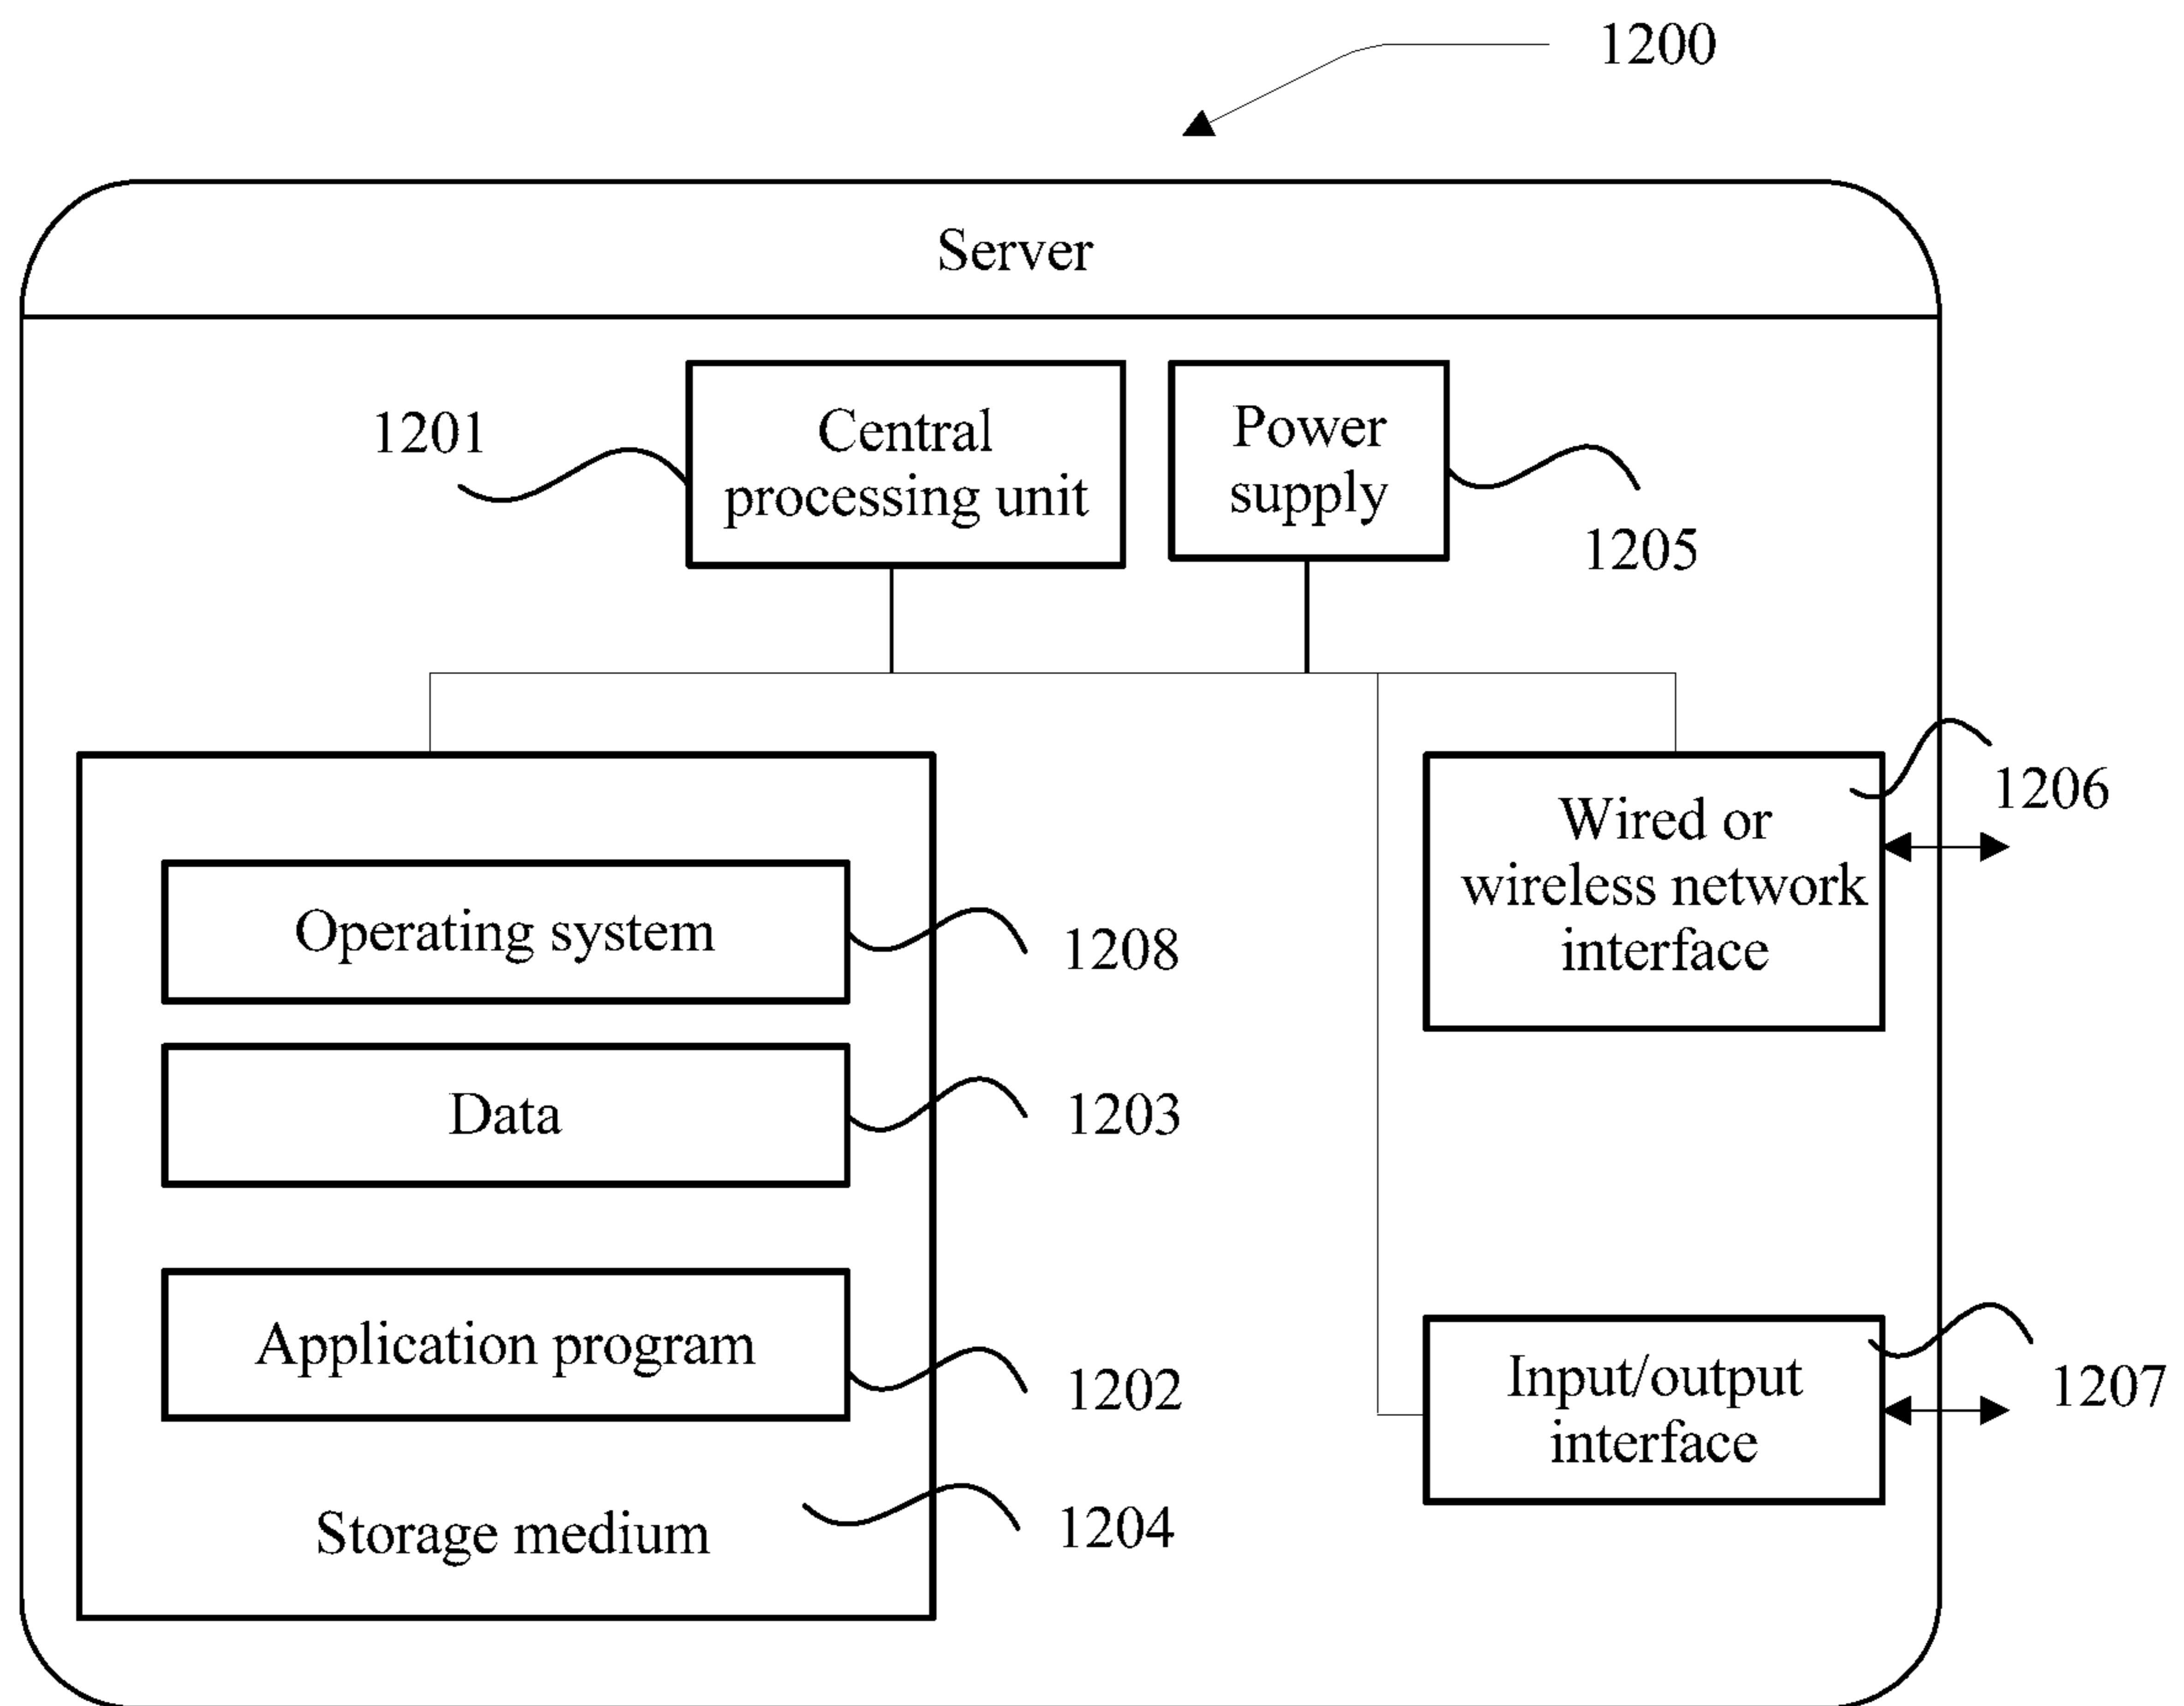 1200
Server
1201
Central
processing unit
Power
supply
1205
1206
Wired or
wireless network
interface
Operating system
1208
Data
1203
Application program
1202
Input/output
interface
1207
Storage medium
1204